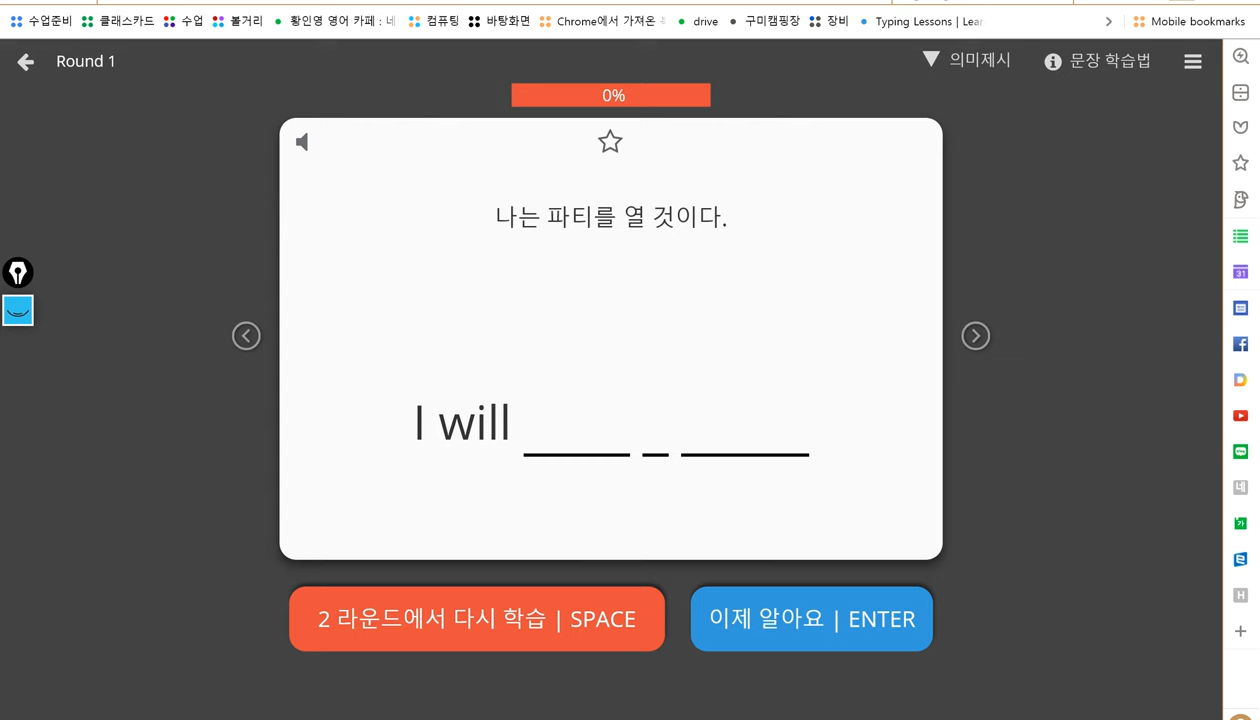 수업준비 클래스카드 수업 볼거리 황인영 영어 카페 : 네 컴퓨팅 바탕화면 Chrome에서 가져온 drive 구미캠핑장 장비 Typing Lessons | Lear Mobile bookmarks
Round 1 의미제시 문장 학습법
0%
나는 파티를 열 것이다.
I will _ _ _
2 라운드에서 다시 학습 | SPACE 이제 알아요 | ENTER
31
네
가
H